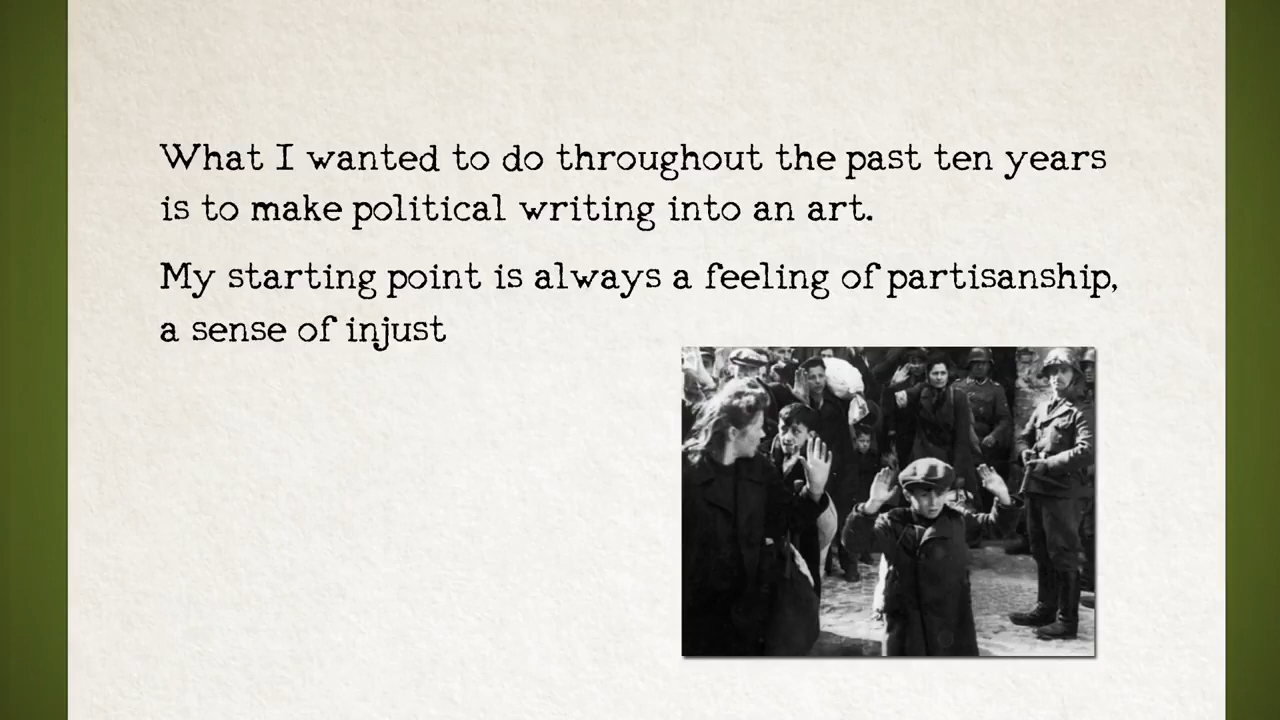 What I wanted to do throughout the past ten years
is to make political writing into an art.
My starting point is always a feeling of partisanship,
a sense of injust